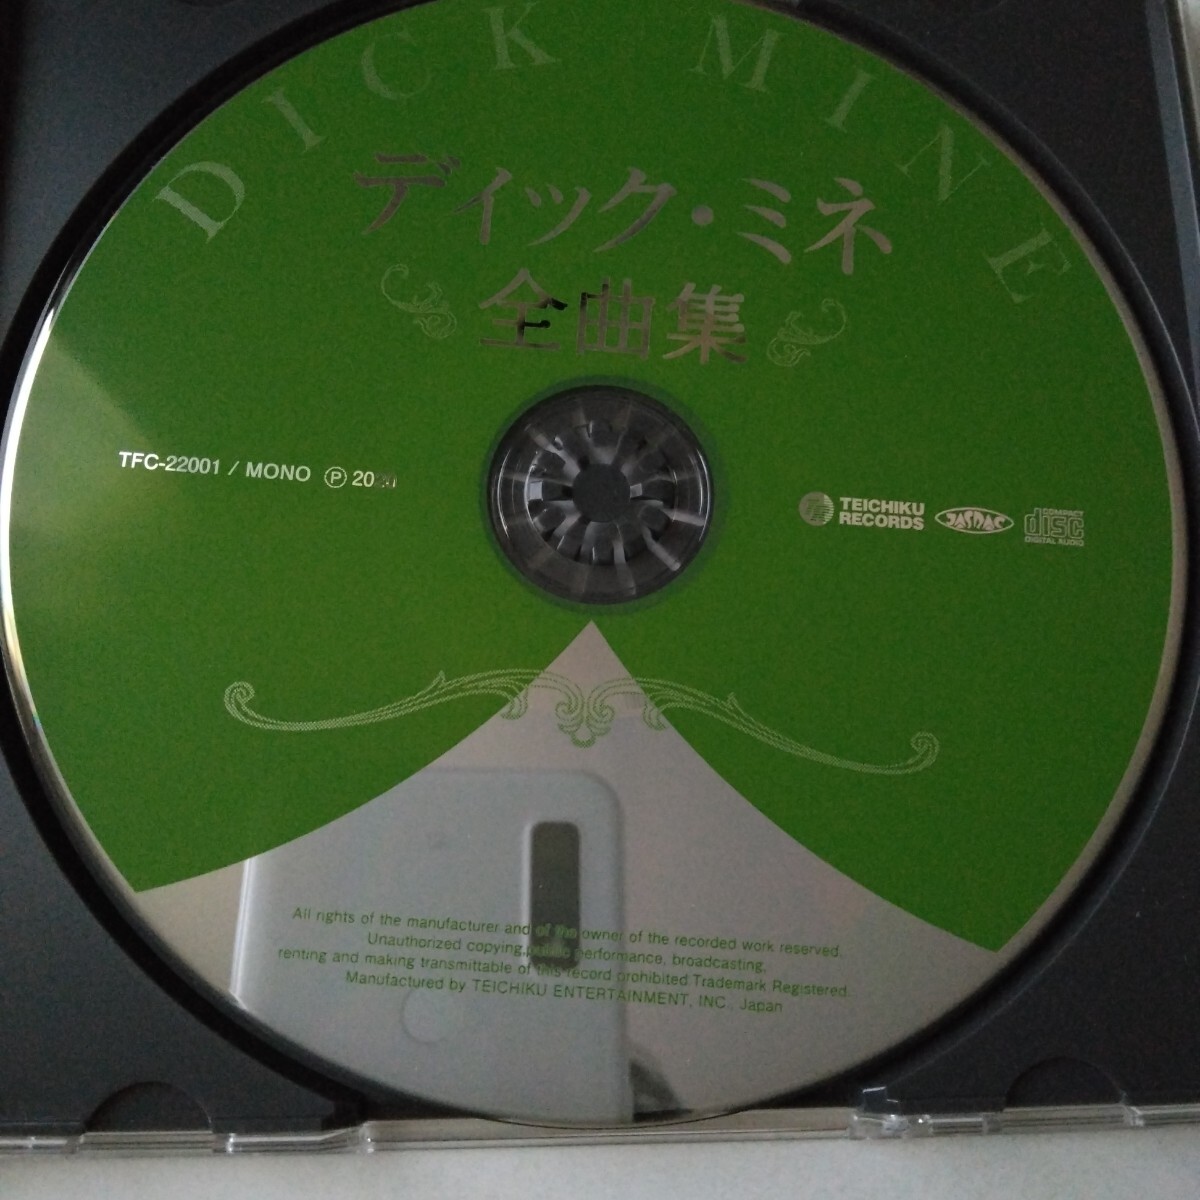 DICK MINE
ディック・ミネ
全曲集
TFC-22001 / MONO Ⓟ 2020
TEICHIKU
RECORDS
JASRAC
COMPACT
disc
DIGITAL AUDIO
All rights of the manufacturer and of the owner of the recorded work reserved.
Unauthorized copying, public performance, broadcasting,
renting and making transmittable of this record prohibited Trademark Registered.
Manufactured by TEICHIKU ENTERTAINMENT, INC., Japan